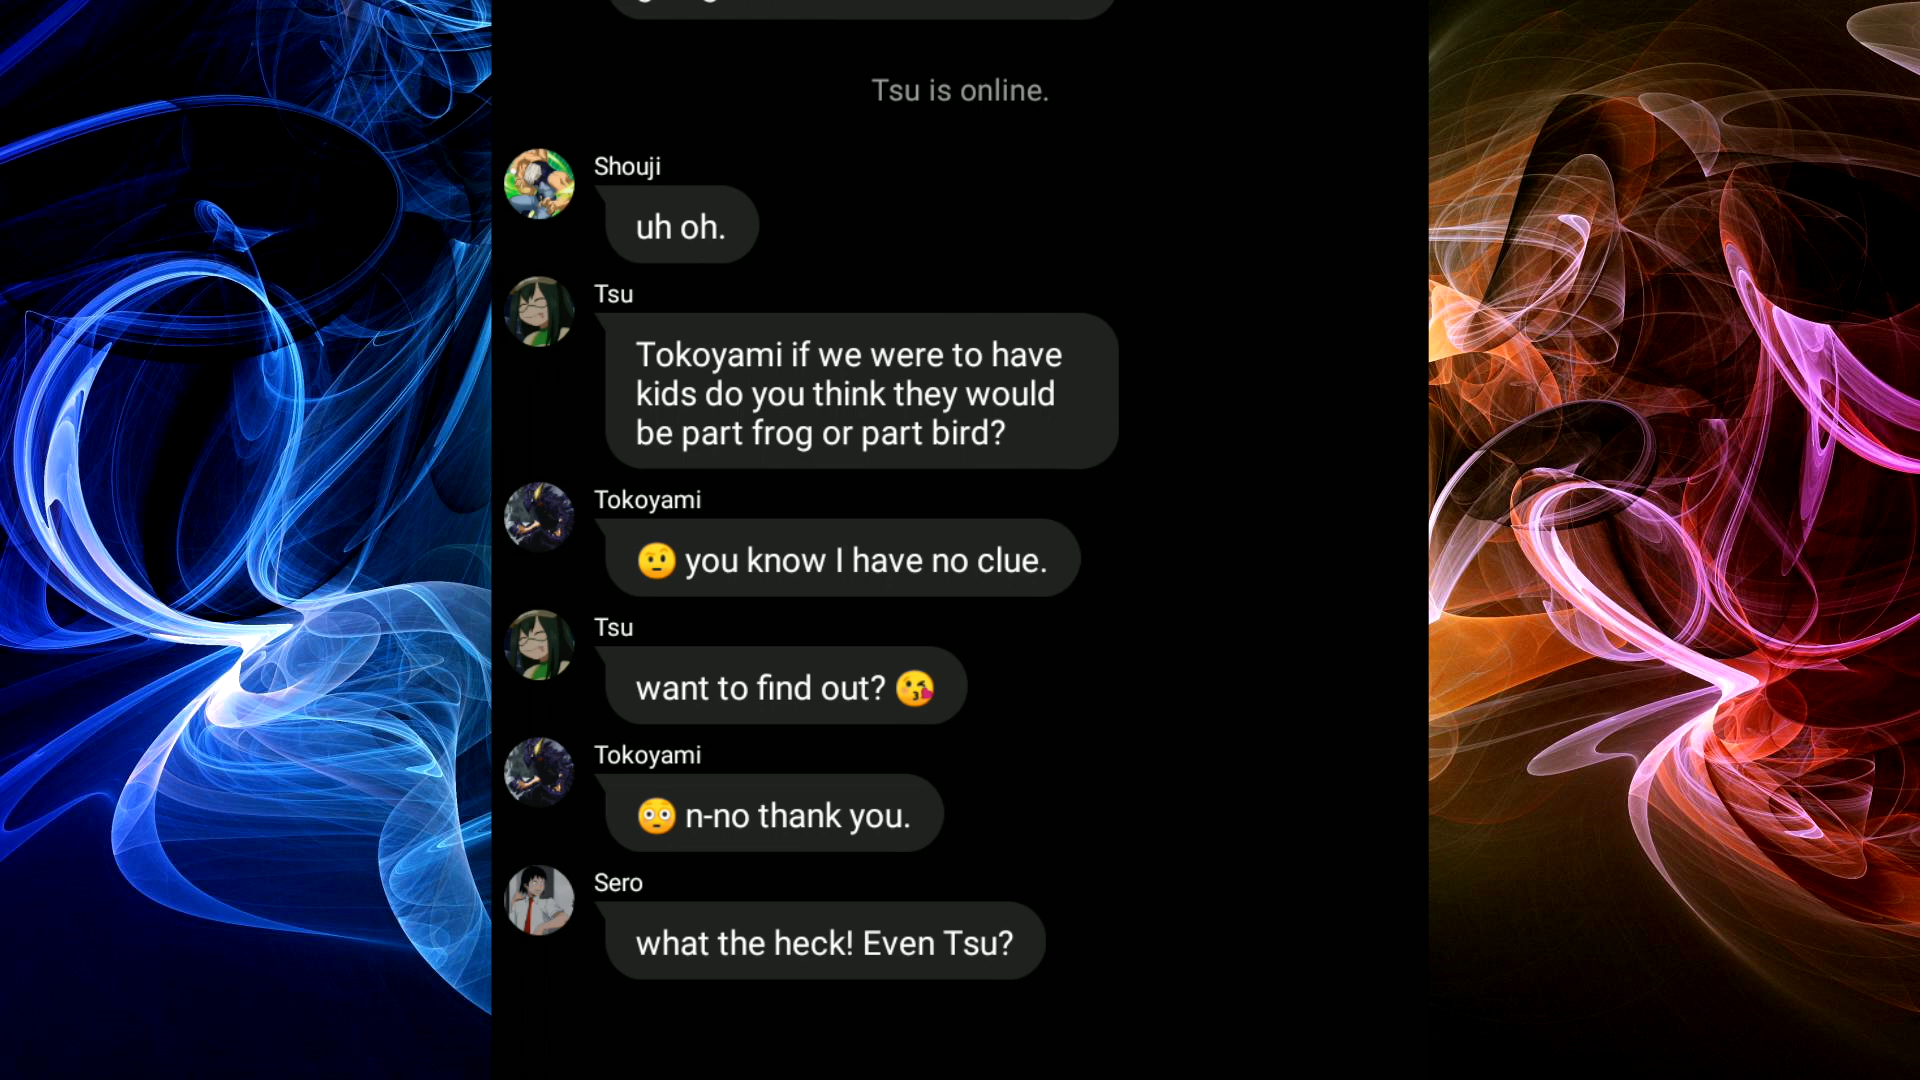 Tsu is online.
Shouji
uh oh.
Tsu
Tokoyami if we were to have
kids do you think they would
be part frog or part bird?
Tokoyami
🤨 you know I have no clue.
Tsu
want to find out? 😘
Tokoyami
😳 n-no thank you.
Sero
what the heck! Even Tsu?